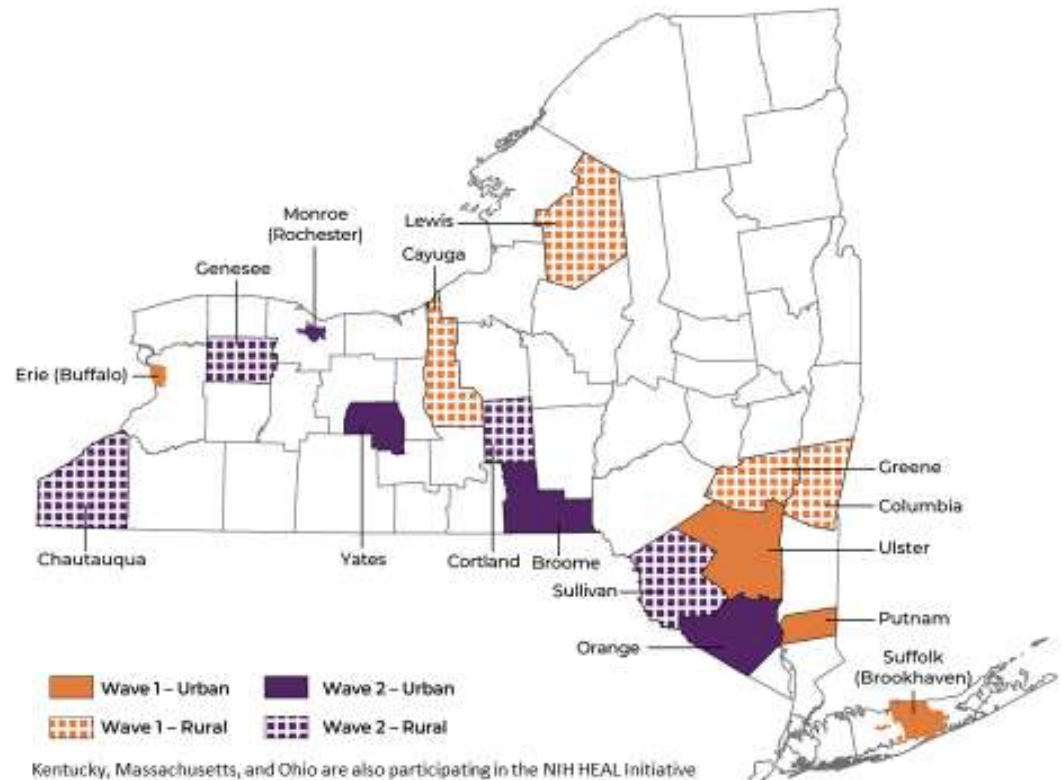 Monroe
(Rochester)
Lewis
Cayuga
Genesee
Erie (Buffalo)
Greene
Columbia
Chautauqua
Yates
Cortland
Broome
Ulster
Sullivan
Putnam
Orange
Suffolk
(Brookhaven)
Wave 1 – Urban
Wave 2 – Urban
Wave 1 – Rural
Wave 2 – Rural
Kentucky, Massachusetts, and Ohio are also participating in the NIH HEAL Initiative